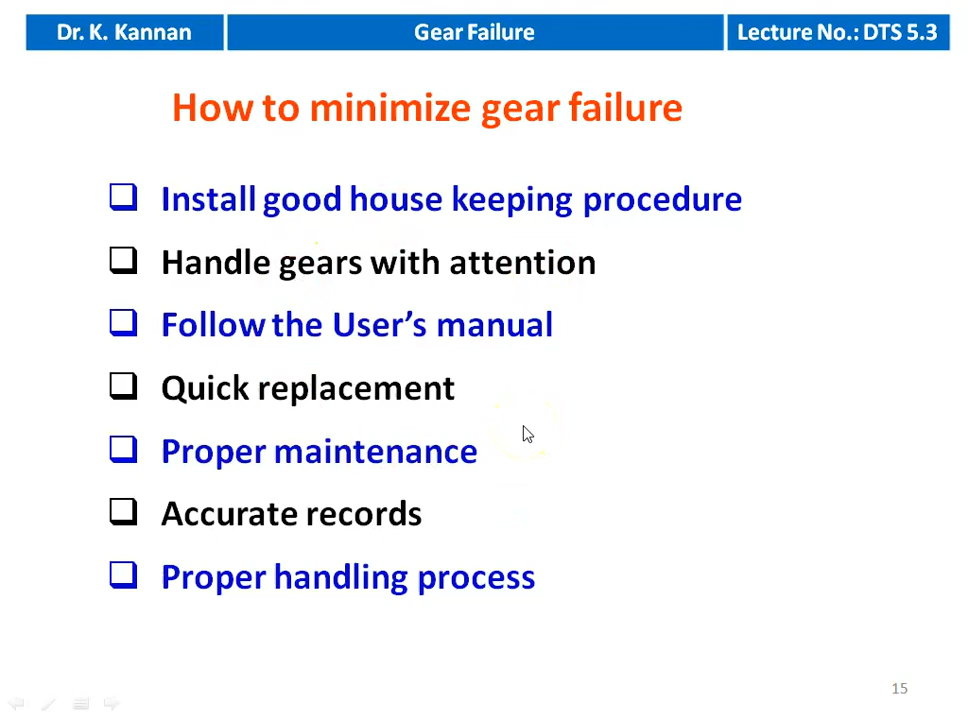 Dr. K. Kannan
Gear Failure
Lecture No.: DTS 5.3
How to minimize gear failure
Install good house keeping procedure
Handle gears with attention
Follow the User’s manual
Quick replacement
Proper maintenance
Accurate records
Proper handling process
15